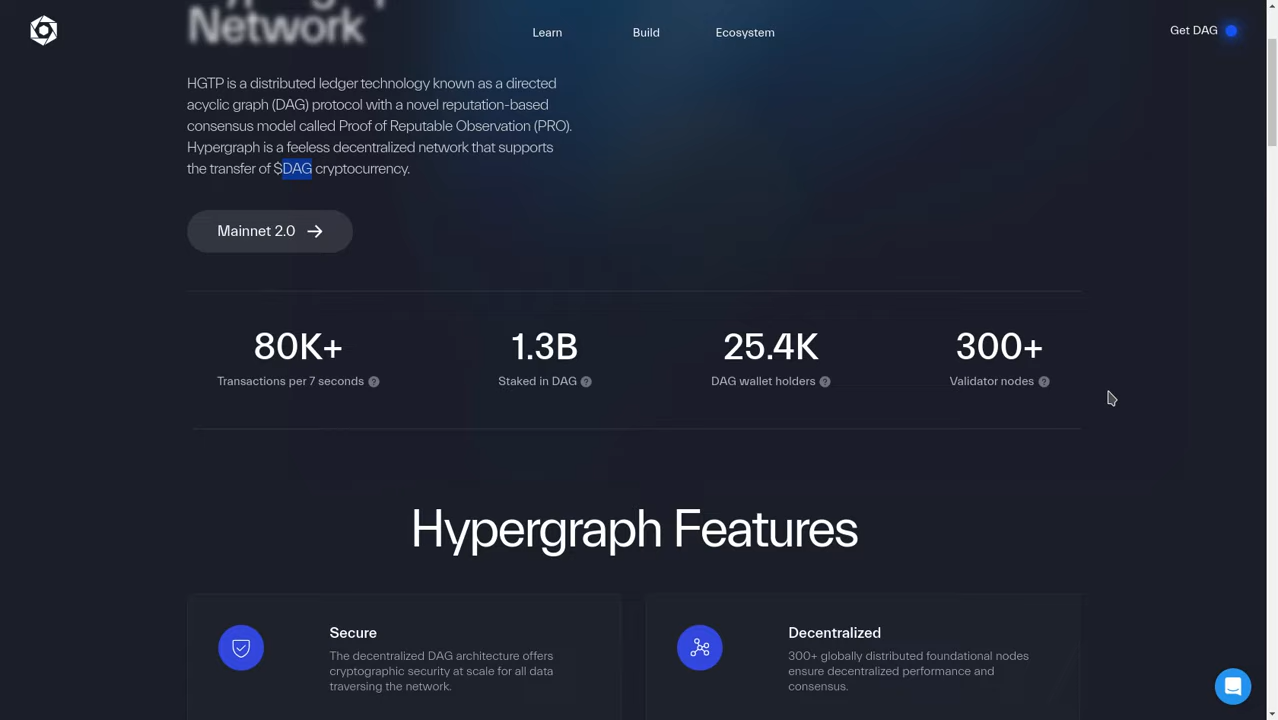 Learn
Build
Ecosystem
Get DAG
Network
HGTP is a distributed ledger technology known as a directed
acyclic graph (DAG) protocol with a novel reputation-based
consensus model called Proof of Reputable Observation (PRO).
Hypergraph is a feeless decentralized network that supports
the transfer of $DAG cryptocurrency.
Mainnet 2.0
80K+
Transactions per 7 seconds ?
1.3B
Staked in DAG ?
25.4K
DAG wallet holders ?
300+
Validator nodes ?
Hypergraph Features
Secure
The decentralized DAG architecture offers
cryptographic security at scale for all data
traversing the network.
Decentralized
300+ globally distributed foundational nodes
ensure decentralized performance and
consensus.